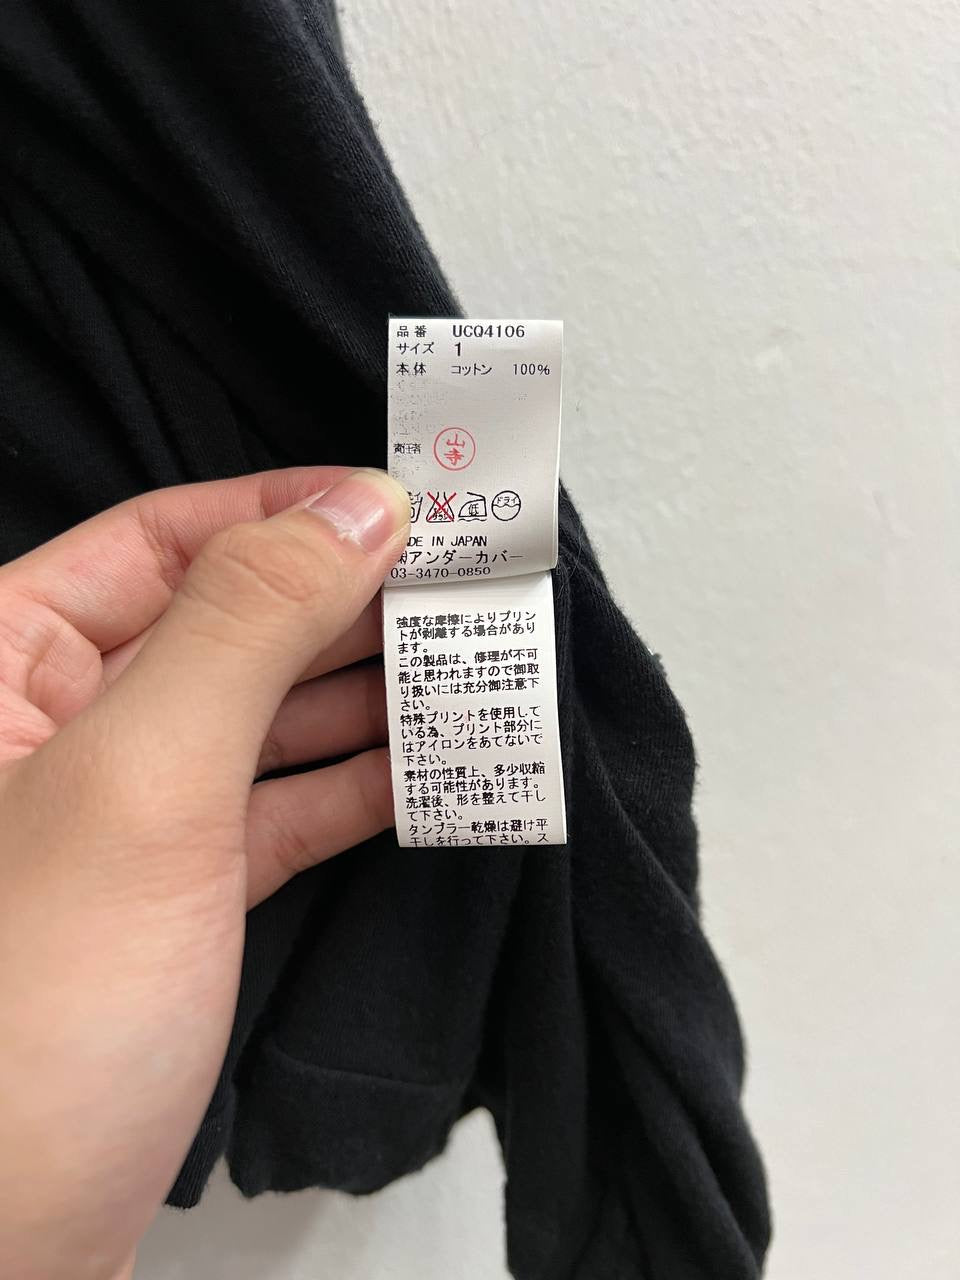 品番 UCQ4106
サイズ 1
本体 コットン 100%
責任者 山寺
低 ドライ
DE IN JAPAN
㈱アンダーカバー
03-3470-0850
強度な摩擦によりプリン
トが剥離する場合があり
ます。
この製品は、修理が不可
能と思われますので御取
り扱いには充分御注意下
さい。
特殊プリントを使用して
いる為、プリント部分に
はアイロンをあてないで
下さい。
素材の性質上、多少収縮
する可能性があります。
洗濯後、形を整えて干し
て下さい。
タンブラー乾燥は避け平
干しを行って下さい。ス